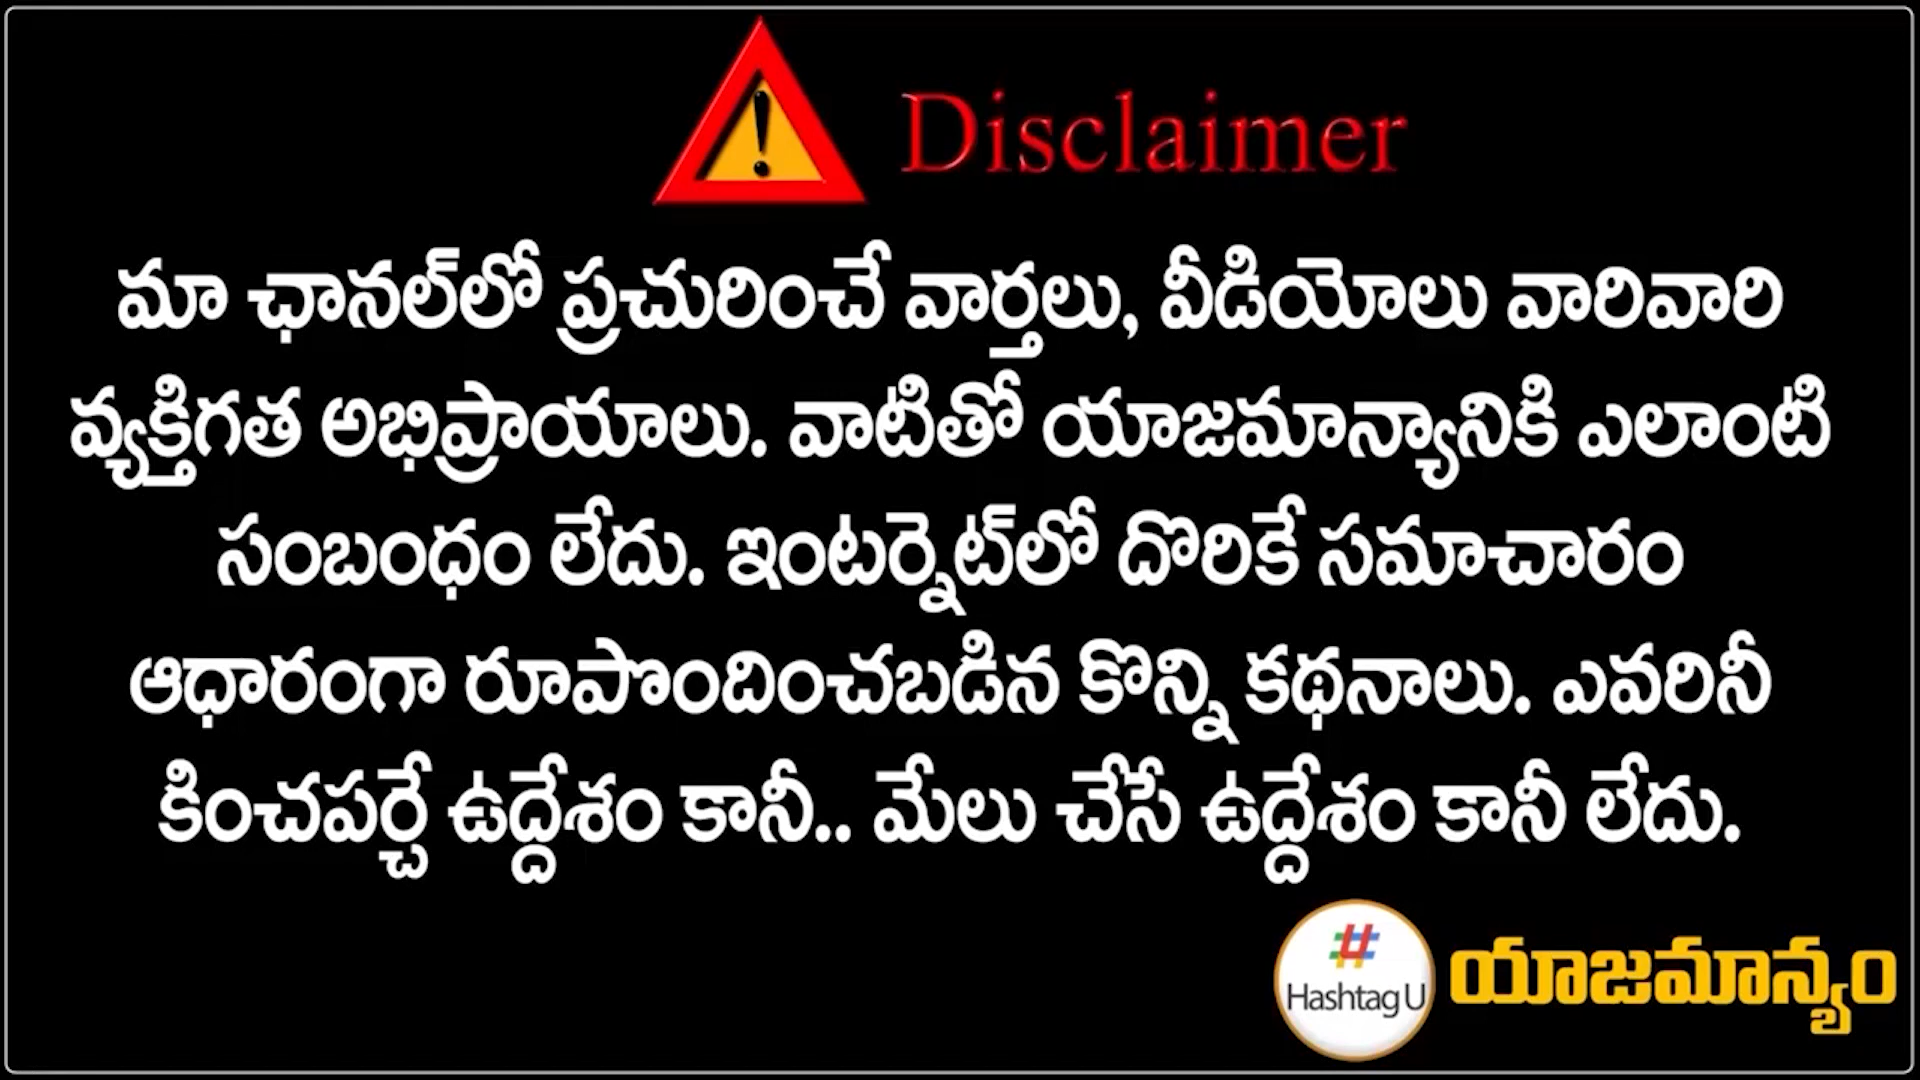 Disclaimer
మా ఛానల్‌లో ప్రచురించే వార్తలు, వీడియోలు వారివారి
వ్యక్తిగత అభిప్రాయాలు. వాటితో యాజమాన్యానికి ఎలాంటి
సంబంధం లేదు. ఇంటర్నెట్‌లో దొరికే సమాచారం
ఆధారంగా రూపొందించబడిన కొన్ని కథనాలు. ఎవరినీ
కించపర్చే ఉద్దేశం కానీ.. మేలు చేసే ఉద్దేశం కానీ లేదు.
# Hashtag U యాజమాన్యం